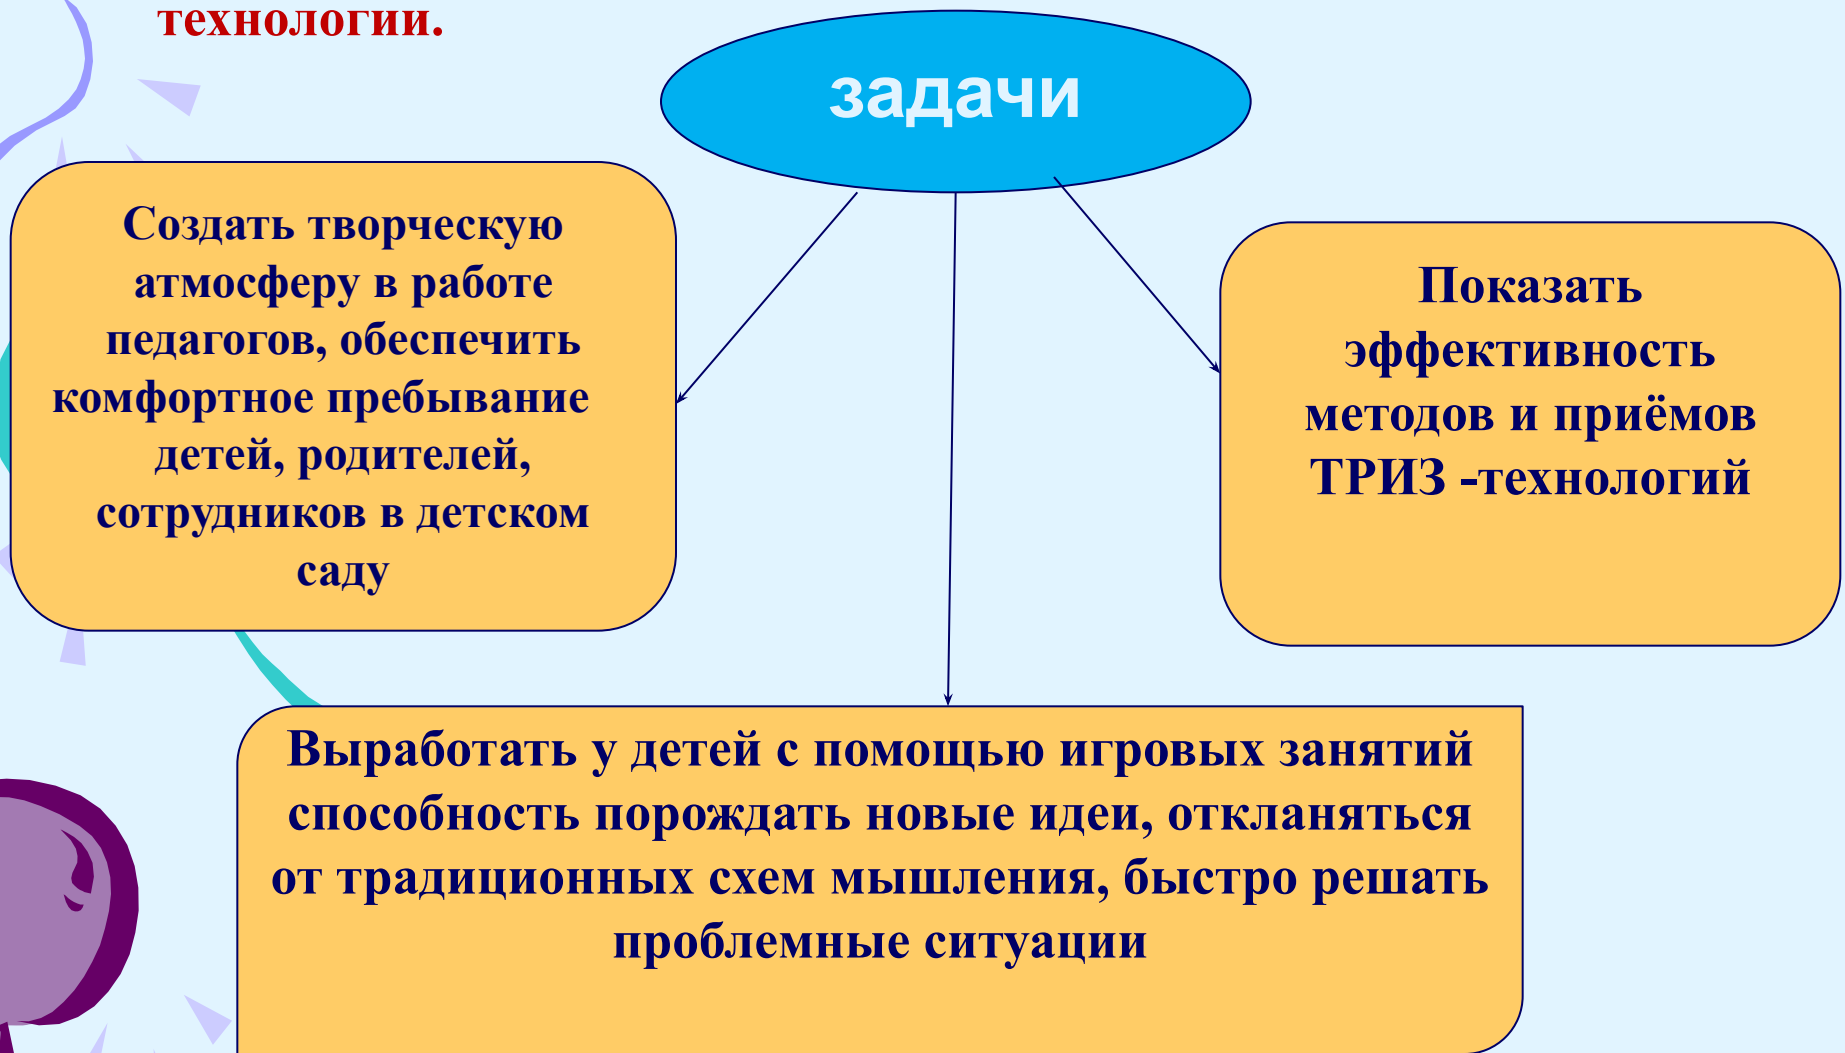 технологии.
задачи
Создать творческую
атмосферу в работе
педагогов, обеспечить
комфортное пребывание
детей, родителей,
сотрудников в детском
саду
Показать
эффективность
методов и приёмов
ТРИЗ -технологий
Выработать у детей с помощью игровых занятий
способность порождать новые идеи, откланяться
от традиционных схем мышления, быстро решать
проблемные ситуации